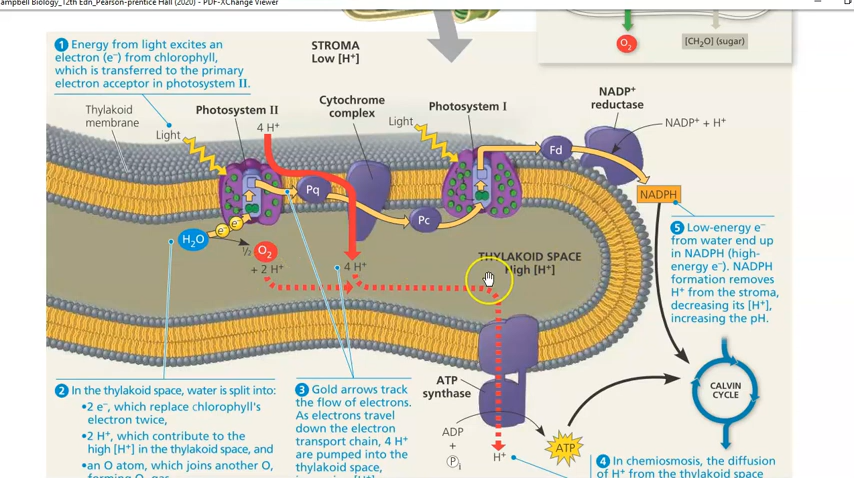 ampbell Biology_12th Edn_Pearson-prentice Hall (2020) - PDF-XChange Viewer
O₂
[CH₂O] (sugar)
1 Energy from light excites an
electron (e⁻) from chlorophyll,
which is transferred to the primary
electron acceptor in photosystem II.
STROMA
Low [H⁺]
Thylakoid
membrane
Light
Photosystem II
4 H⁺
Cytochrome
complex
Light
Photosystem I
NADP⁺
reductase
NADP⁺ + H⁺
Fd
Pq
Pc
NADPH
H₂O
e⁻
e⁻
½
O₂
+ 2 H⁺
4 H⁺
THYLAKOID SPACE
High [H⁺]
5 Low-energy e⁻
from water end up
in NADPH (high-
energy e⁻). NADPH
formation removes
H⁺ from the stroma,
decreasing its [H⁺],
increasing the pH.
2 In the thylakoid space, water is split into:
•2 e⁻, which replace chlorophyll's
electron twice,
•2 H⁺, which contribute to the
high [H⁺] in the thylakoid space, and
•an O atom, which joins another O,
forming O₂ gas
3 Gold arrows track
the flow of electrons.
As electrons travel
down the electron
transport chain, 4 H⁺
are pumped into the
thylakoid space,
ATP
synthase
ADP
+
Pi
H⁺
ATP
CALVIN
CYCLE
4 In chemiosmosis, the diffusion
of H⁺ from the thylakoid space